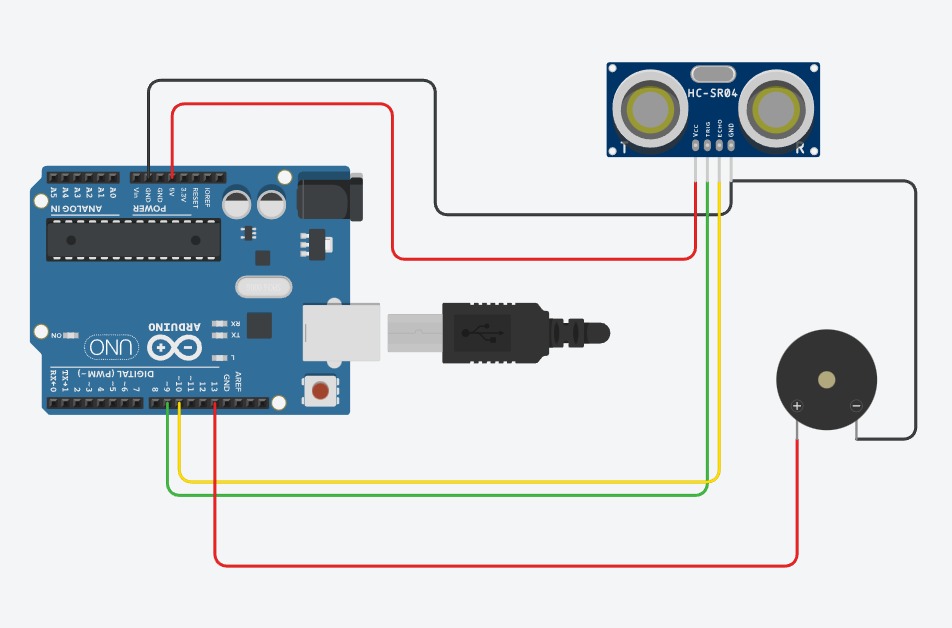 HC-SR04
VCC
TRIG
ECHO
GND
T
R
A5
A4
A3
A2
A1
A0
ANALOG IN
Vin
GND
GND
5V
3.3V
RESET
IOREF
POWER
RX
TX
L
ON
UNO
ARDUINO
DIGITAL (PWM~)
RX←0
TX→1
2
~3
4
~5
~6
7
8
~9
~10
~11
12
13
GND
AREF